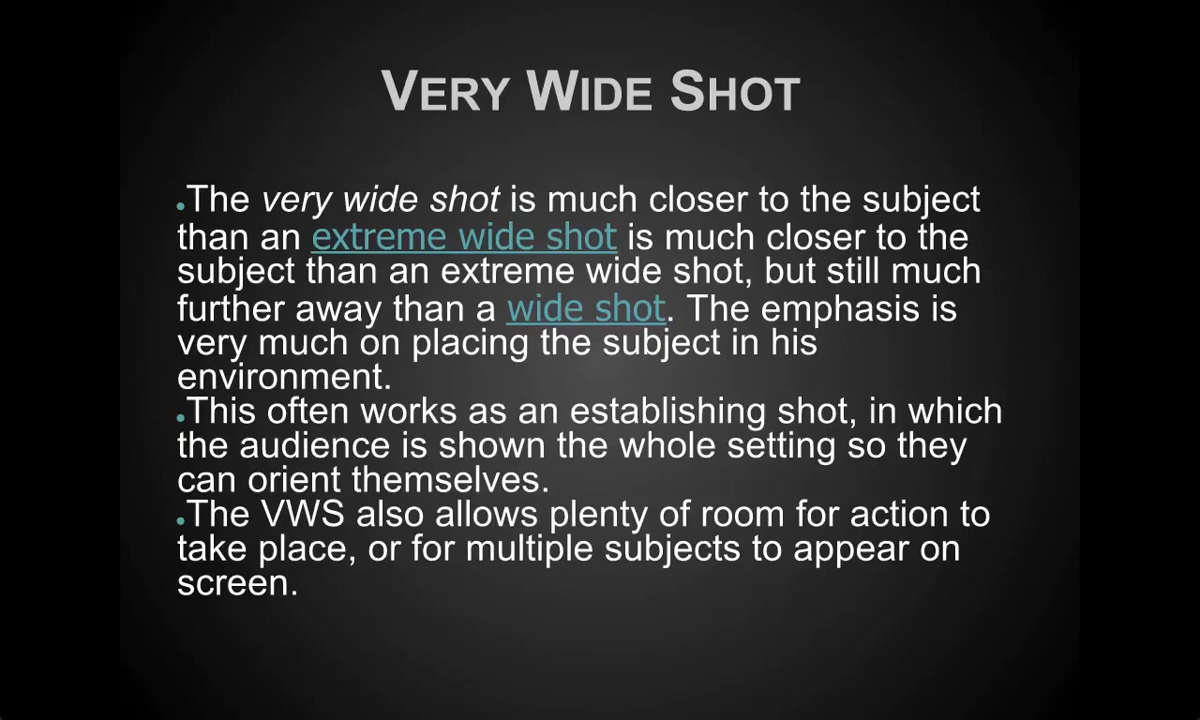 VERY WIDE SHOT
•The very wide shot is much closer to the subject
than an extreme wide shot is much closer to the
subject than an extreme wide shot, but still much
further away than a wide shot. The emphasis is
very much on placing the subject in his
environment.
•This often works as an establishing shot, in which
the audience is shown the whole setting so they
can orient themselves.
•The VWS also allows plenty of room for action to
take place, or for multiple subjects to appear on
screen.